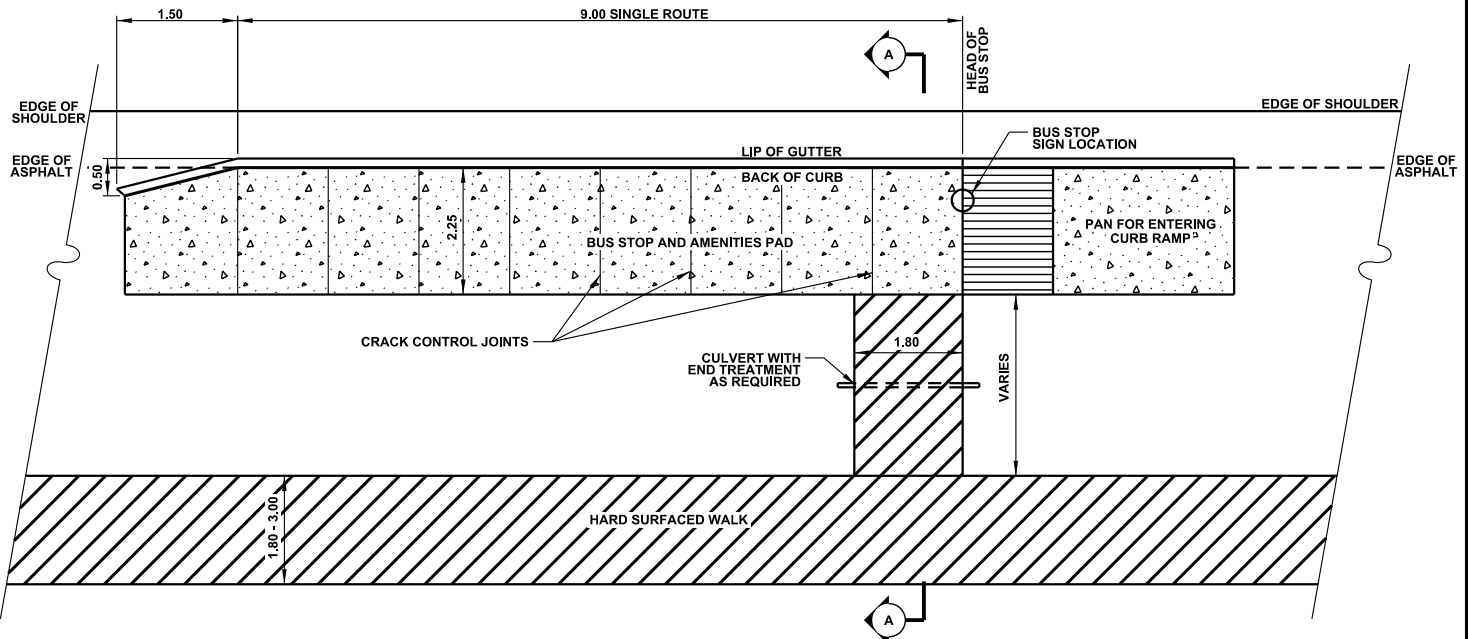 1.50
9.00 SINGLE ROUTE
A
HEAD OF
BUS STOP
EDGE OF
SHOULDER
EDGE OF SHOULDER
BUS STOP
SIGN LOCATION
EDGE OF
ASPHALT
0.50
LIP OF GUTTER
BACK OF CURB
EDGE OF
ASPHALT
2.25
BUS STOP AND AMENITIES PAD
PAN FOR ENTERING
CURB RAMP
CRACK CONTROL JOINTS
1.80
CULVERT WITH
END TREATMENT
AS REQUIRED
VARIES
1.80 - 3.00
HARD SURFACED WALK
A